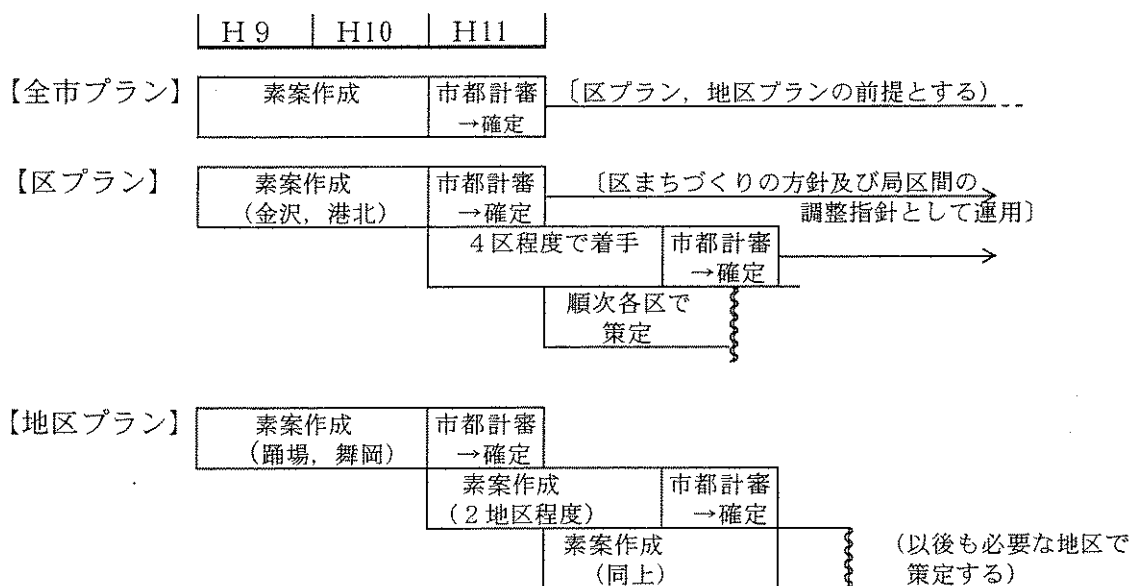 H9 H10 H11
【全市プラン】 素案作成 市都計審 〔区プラン，地区プランの前提とする）
→確定
【区プラン】 素案作成 市都計審 〔区まちづくりの方針及び局区間の
（金沢，港北） →確定 調整指針として運用〕
4区程度で着手 市都計審
→確定
順次各区で
策定
【地区プラン】 素案作成 市都計審
（踊場，舞岡） →確定
素案作成 市都計審
（2地区程度） →確定
素案作成 （以後も必要な地区で
（同上） 策定する）